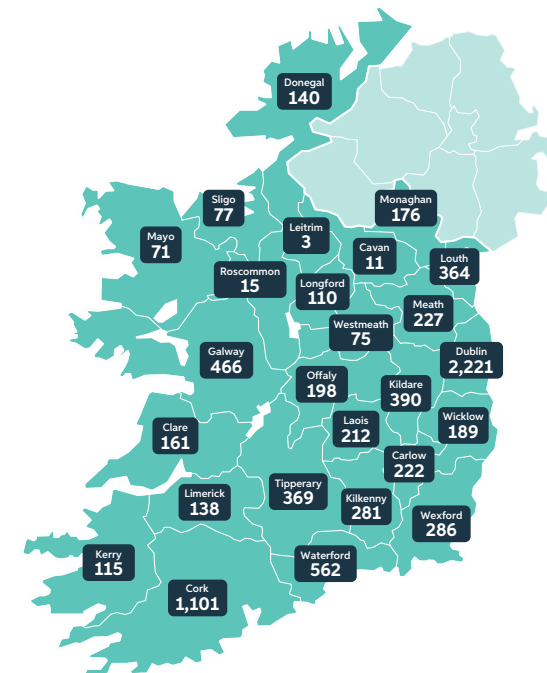 Donegal
140
Sligo
77
Monaghan
176
Mayo
71
Leitrim
3
Cavan
11
Louth
364
Roscommon
15
Longford
110
Meath
227
Westmeath
75
Galway
466
Dublin
2,221
Offaly
198
Kildare
390
Clare
161
Laois
212
Wicklow
189
Carlow
222
Limerick
138
Tipperary
369
Kilkenny
281
Wexford
286
Kerry
115
Waterford
562
Cork
1,101